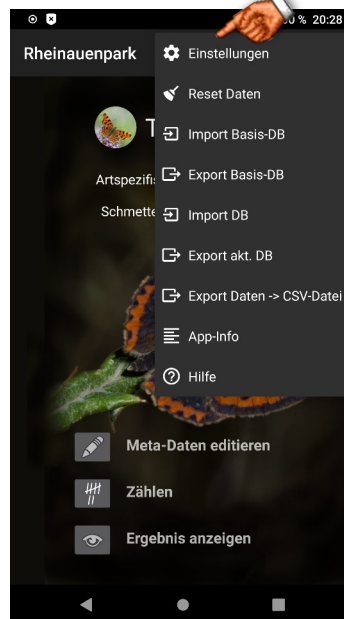 % 20:28
Rheinauenpark
Einstellungen
Reset Daten
Import Basis-DB
Export Basis-DB
Import DB
Export akt. DB
Export Daten -> CSV-Datei
App-Info
Hilfe
Meta-Daten editieren
Zählen
Ergebnis anzeigen